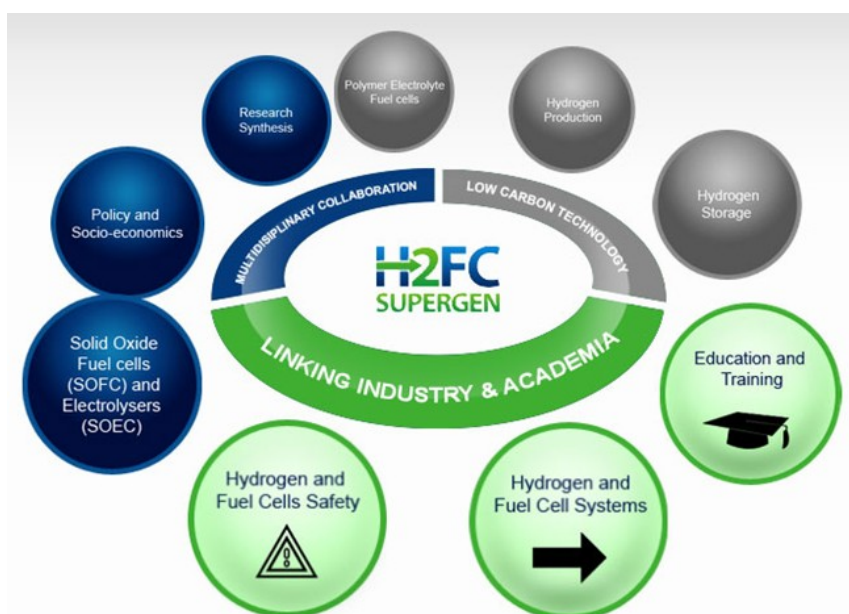 Polymer Electrolyte
Fuel cells
Research
Synthesis
Hydrogen
Production
Policy and
Socio-economics
Hydrogen
Storage
MULTIDISIPLINARY COLLABORATION
LOW CARBON TECHNOLOGY
H2FC
SUPERGEN
LINKING INDUSTRY & ACADEMIA
Solid Oxide
Fuel cells
(SOFC) and
Electrolysers
(SOEC)
Education and
Training
Hydrogen and
Fuel Cells Safety
Hydrogen and
Fuel Cell Systems